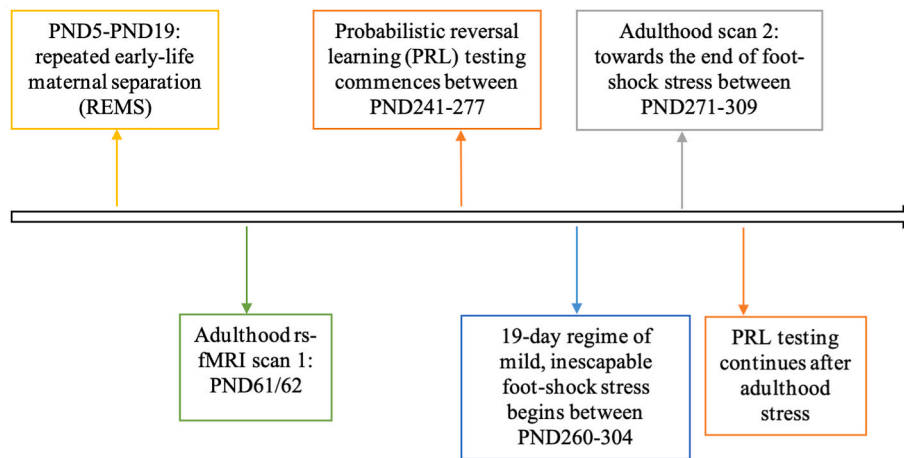 PND5-PND19:
repeated early-life
maternal separation
(REMS)
Probabilistic reversal
learning (PRL) testing
commences between
PND241-277
Adulthood scan 2:
towards the end of foot-
shock stress between
PND271-309
Adulthood rs-
fMRI scan 1:
PND61/62
19-day regime of
mild, inescapable
foot-shock stress
begins between
PND260-304
PRL testing
continues after
adulthood
stress